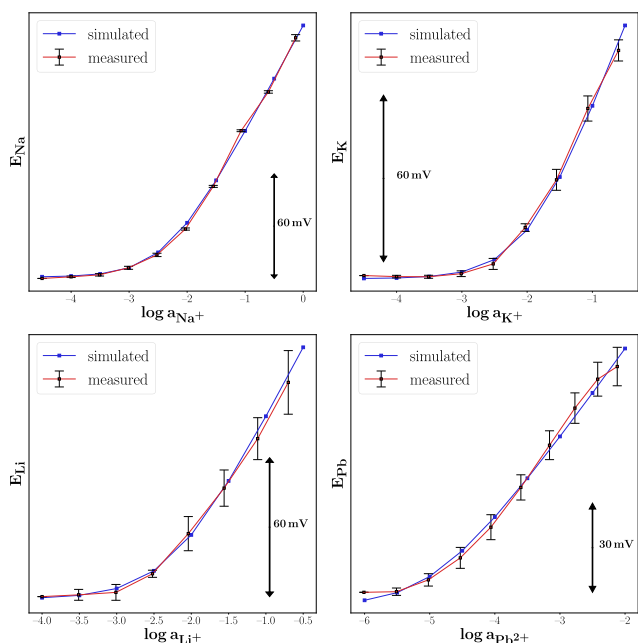 simulated
measured
E_Na
60 mV
−4 −3 −2 −1 0
log a_Na+
simulated
measured
E_K
60 mV
−4 −3 −2 −1
log a_K+
simulated
measured
E_Li
60 mV
−4.0 −3.5 −3.0 −2.5 −2.0 −1.5 −1.0 −0.5
log a_Li+
simulated
measured
E_Pb
30 mV
−6 −5 −4 −3 −2
log a_Pb2+